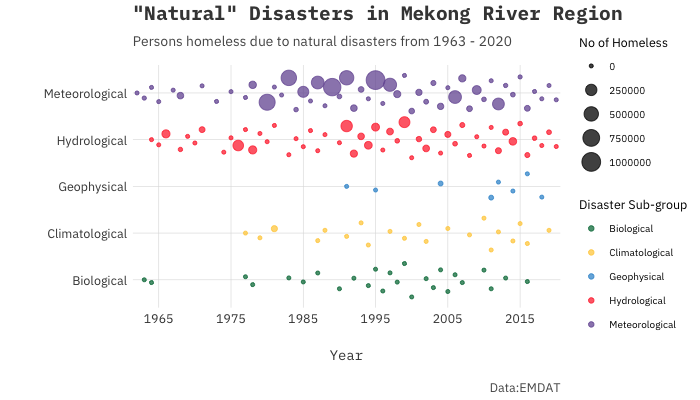 "Natural" Disasters in Mekong River Region
Persons homeless due to natural disasters from 1963 - 2020
Meteorological
Hydrological
Geophysical
Climatological
Biological
1965 1975 1985 1995 2005 2015
Year
No of Homeless
0
250000
500000
750000
1000000
Disaster Sub-group
Biological
Climatological
Geophysical
Hydrological
Meteorological
Data:EMDAT